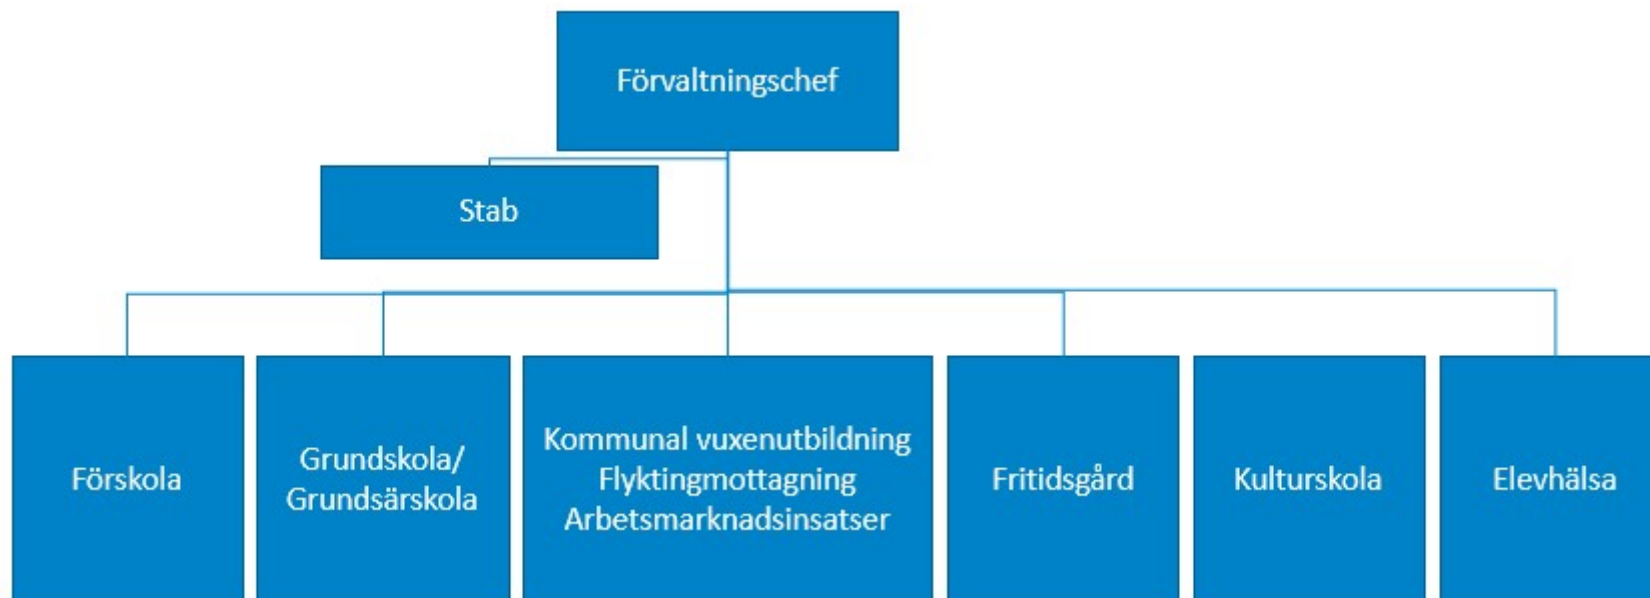 Förvaltningschef
Stab
Förskola
Grundskola/
Grundsärskola
Kommunal vuxenutbildning
Flyktingmottagning
Arbetsmarknadsinsatser
Fritidsgård
Kulturskola
Elevhälsa